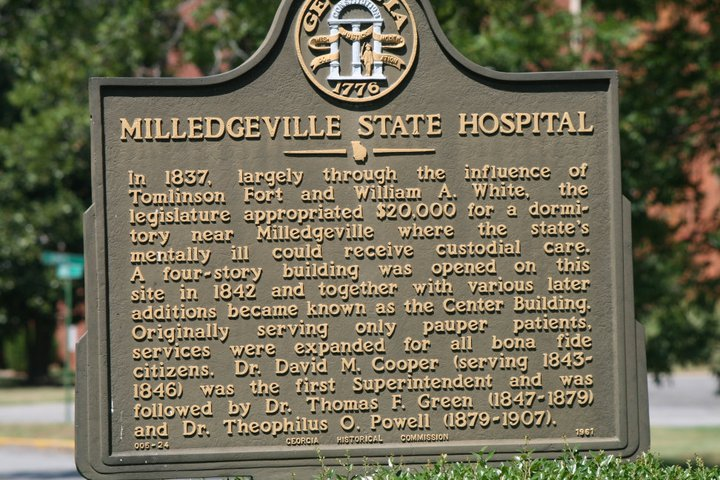 GEORGIA
CONSTITUTION
1776
MILLEDGEVILLE STATE HOSPITAL
In 1837, largely through the influence of
Tomlinson Fort and William A. White, the
legislature appropriated $20,000 for a dormi-
tory near Milledgeville where the state's
mentally ill could receive custodial care.
A four-story building was opened on this
site in 1842 and together with various later
additions became known as the Center Building.
Originally serving only pauper patients,
services were expanded for all bona fide
citizens. Dr. David M. Cooper (serving 1843-
1846) was the first Superintendent and was
followed by Dr. Thomas F. Green (1847-1879)
and Dr. Theophilus O. Powell (1879-1907).
005-24 GEORGIA HISTORICAL COMMISSION 1967